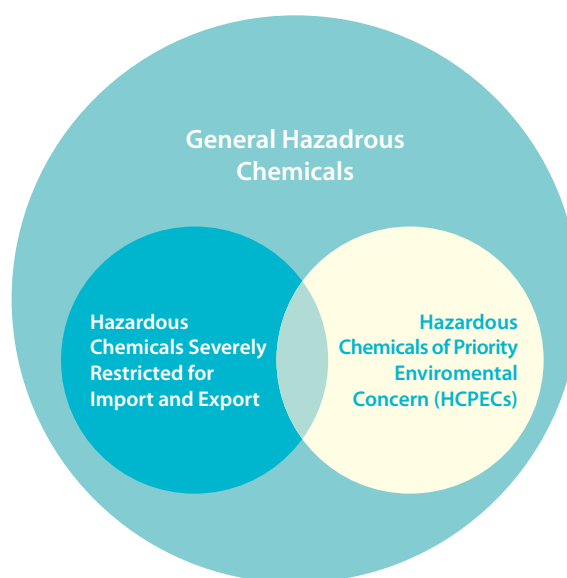 General Hazadrous
Chemicals
Hazardous
Chemicals Severely
Restricted for
Import and Export
Hazardous
Chemicals of Priority
Enviromental
Concern (HCPECs)